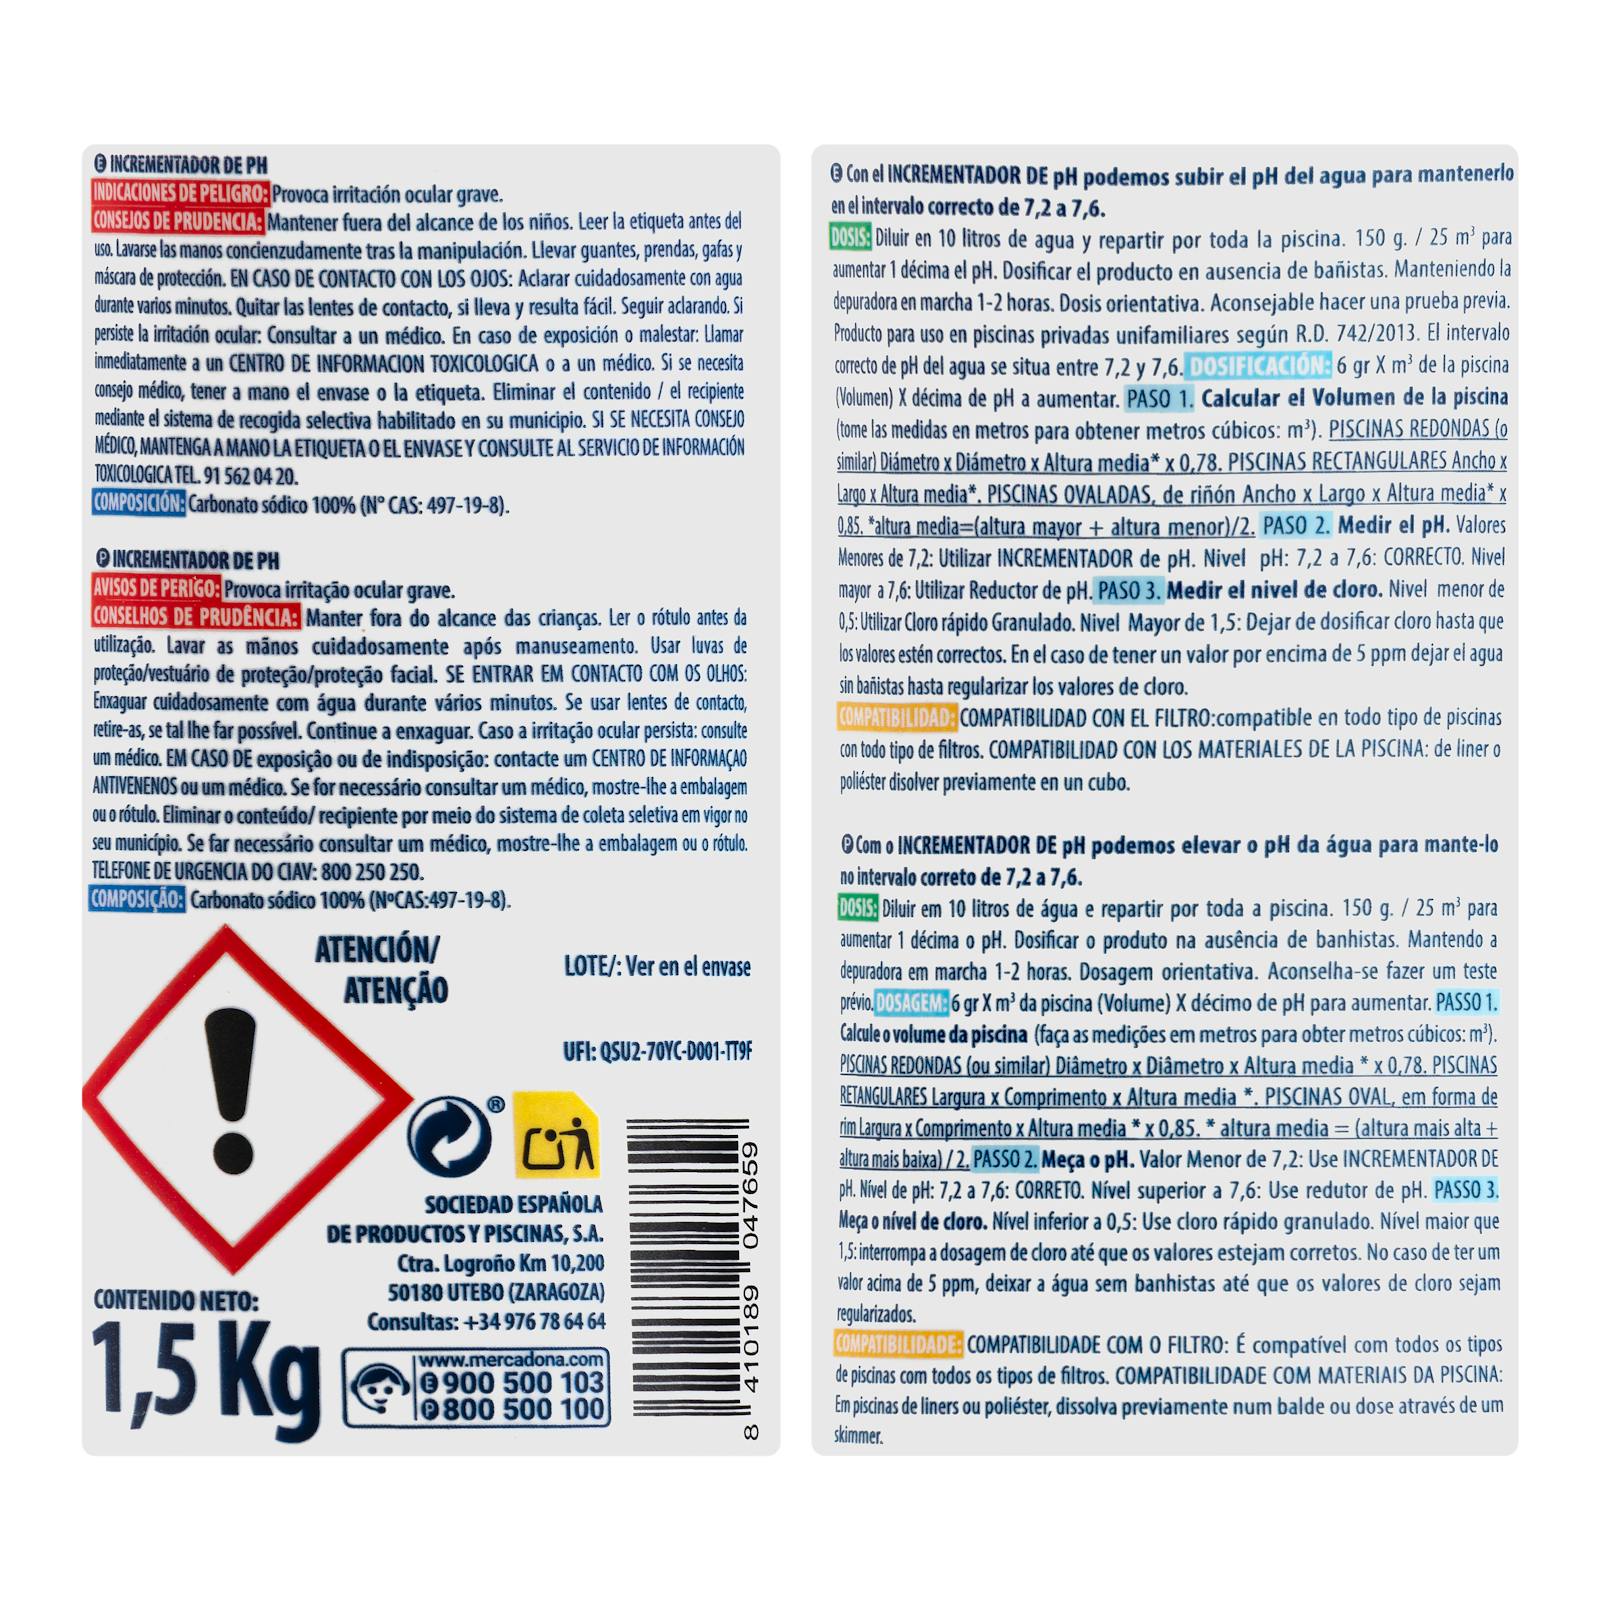 E INCREMENTADOR DE PH
INDICACIONES DE PELIGRO: Provoca irritación ocular grave.
CONSEJOS DE PRUDENCIA: Mantener fuera del alcance de los niños. Leer la etiqueta antes del
uso. Lavarse las manos concienzudamente tras la manipulación. Llevar guantes, prendas, gafas y
máscara de protección. EN CASO DE CONTACTO CON LOS OJOS: Aclarar cuidadosamente con agua
durante varios minutos. Quitar las lentes de contacto, si lleva y resulta fácil. Seguir aclarando. Si
persiste la irritación ocular: Consultar a un médico. En caso de exposición o malestar: Llamar
inmediatamente a un CENTRO DE INFORMACION TOXICOLOGICA o a un médico. Si se necesita
consejo médico, tener a mano el envase o la etiqueta. Eliminar el contenido / el recipiente
mediante el sistema de recogida selectiva habilitado en su municipio. SI SE NECESITA CONSEJO
MÉDICO, MANTENGA A MANO LA ETIQUETA O EL ENVASE Y CONSULTE AL SERVICIO DE INFORMACIÓN
TOXICOLOGICA TEL. 91 562 04 20.
COMPOSICIÓN: Carbonato sódico 100% (N° CAS: 497-19-8).
P INCREMENTADOR DE PH
AVISOS DE PERIGO: Provoca irritação ocular grave.
CONSELHOS DE PRUDÊNCIA: Manter fora do alcance das crianças. Ler o rótulo antes da
utilização. Lavar as mãnos cuidadosamente após manuseamento. Usar luvas de
proteção/vestuário de proteção/proteção facial. SE ENTRAR EM CONTACTO COM OS OLHOS:
Enxaguar cuidadosamente com água durante vários minutos. Se usar lentes de contacto,
retire-as, se tal lhe far possível. Continue a enxaguar. Caso a irritação ocular persista: consulte
um médico. EM CASO DE exposição ou de indisposição: contacte um CENTRO DE INFORMAÇAO
ANTIVENENOS ou um médico. Se for necessário consultar um médico, mostre-lhe a embalagem
ou o rótulo. Eliminar o conteúdo/ recipiente por meio do sistema de coleta seletiva em vigor no
seu município. Se far necessário consultar um médico, mostre-lhe a embalagem ou o rótulo.
TELEFONE DE URGENCIA DO CIAV: 800 250 250.
COMPOSIÇÃO: Carbonato sódico 100% (NºCAS:497-19-8).
ATENCIÓN/
ATENÇÃO
LOTE/: Ver en el envase
UFI: QSU2-70YC-D001-TT9F
®
SOCIEDAD ESPAÑOLA
DE PRODUCTOS Y PISCINAS, S.A.
Ctra. Logroño Km 10,200
50180 UTEBO (ZARAGOZA)
Consultas: +34 976 78 64 64
CONTENIDO NETO:
1,5 Kg
www.mercadona.com
E 900 500 103
P 800 500 100
8 410189 047659
E Con el INCREMENTADOR DE pH podemos subir el pH del agua para mantenerlo
en el intervalo correcto de 7,2 a 7,6.
DOSIS: Diluir en 10 litros de agua y repartir por toda la piscina. 150 g. / 25 m³ para
aumentar 1 décima el pH. Dosificar el producto en ausencia de bañistas. Manteniendo la
depuradora en marcha 1-2 horas. Dosis orientativa. Aconsejable hacer una prueba previa.
Producto para uso en piscinas privadas unifamiliares según R.D. 742/2013. El intervalo
correcto de pH del agua se situa entre 7,2 y 7,6. DOSIFICACIÓN: 6 gr X m³ de la piscina
(Volumen) X décima de pH a aumentar. PASO 1. Calcular el Volumen de la piscina
(tome las medidas en metros para obtener metros cúbicos: m³). PISCINAS REDONDAS (o
similar) Diámetro x Diámetro x Altura media* x 0,78. PISCINAS RECTANGULARES Ancho x
Largo x Altura media*. PISCINAS OVALADAS, de riñón Ancho x Largo x Altura media* x
0,85. *altura media=(altura mayor + altura menor)/2. PASO 2. Medir el pH. Valores
Menores de 7,2: Utilizar INCREMENTADOR de pH. Nivel pH: 7,2 a 7,6: CORRECTO. Nivel
mayor a 7,6: Utilizar Reductor de pH. PASO 3. Medir el nivel de cloro. Nivel menor de
0,5: Utilizar Cloro rápido Granulado. Nivel Mayor de 1,5: Dejar de dosificar cloro hasta que
los valores estén correctos. En el caso de tener un valor por encima de 5 ppm dejar el agua
sin bañistas hasta regularizar los valores de cloro.
COMPATIBILIDAD: COMPATIBILIDAD CON EL FILTRO:compatible en todo tipo de piscinas
con todo tipo de filtros. COMPATIBILIDAD CON LOS MATERIALES DE LA PISCINA: de liner o
poliéster disolver previamente en un cubo.
P Com o INCREMENTADOR DE pH podemos elevar o pH da água para mante-lo
no intervalo correto de 7,2 a 7,6.
DOSIS: Diluir em 10 litros de água e repartir por toda a piscina. 150 g. / 25 m³ para
aumentar 1 décima o pH. Dosificar o produto na ausência de banhistas. Mantendo a
depuradora em marcha 1-2 horas. Dosagem orientativa. Aconselha-se fazer um teste
prévio. DOSAGEM: 6 gr X m³ da piscina (Volume) X décimo de pH para aumentar. PASSO 1.
Calcule o volume da piscina (faça as medições em metros para obter metros cúbicos: m³).
PISCINAS REDONDAS (ou similar) Diâmetro x Diâmetro x Altura media * x 0,78. PISCINAS
RETANGULARES Largura x Comprimento x Altura media *. PISCINAS OVAL, em forma de
rim Largura x Comprimento x Altura media * x 0,85. * altura media = (altura mais alta +
altura mais baixa) / 2. PASSO 2. Meça o pH. Valor Menor de 7,2: Use INCREMENTADOR DE
pH. Nível de pH: 7,2 a 7,6: CORRETO. Nível superior a 7,6: Use redutor de pH. PASSO 3.
Meça o nível de cloro. Nível inferior a 0,5: Use cloro rápido granulado. Nível maior que
1,5: interrompa a dosagem de cloro até que os valores estejam corretos. No caso de ter um
valor acima de 5 ppm, deixar a água sem banhistas até que os valores de cloro sejam
regularizados.
COMPATIBILIDADE: COMPATIBILIDADE COM O FILTRO: É compatível com todos os tipos
de piscinas com todos os tipos de filtros. COMPATIBILIDADE COM MATERIAIS DA PISCINA:
Em piscinas de liners ou poliéster, dissolva previamente num balde ou dose através de um
skimmer.